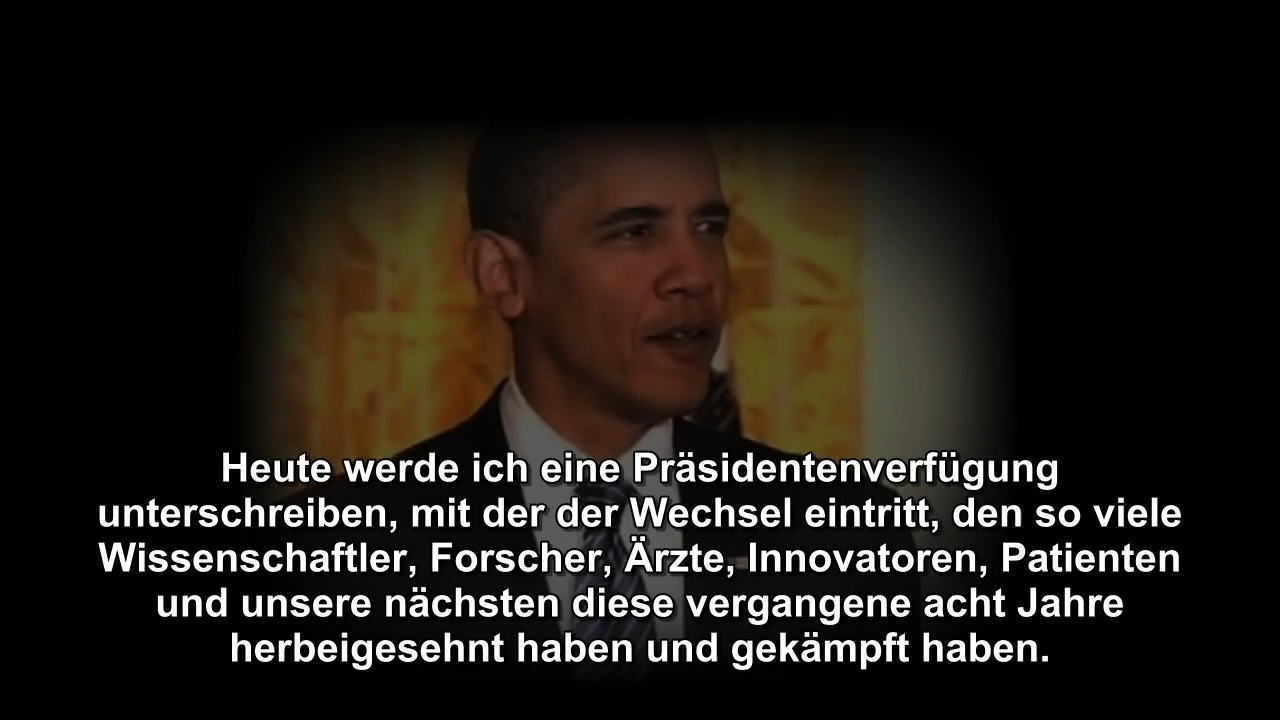 Heute werde ich eine Präsidentenverfügung
unterschreiben, mit der der Wechsel eintritt, den so viele
Wissenschaftler, Forscher, Ärzte, Innovatoren, Patienten
und unsere nächsten diese vergangene acht Jahre
herbeigesehnt haben und gekämpft haben.